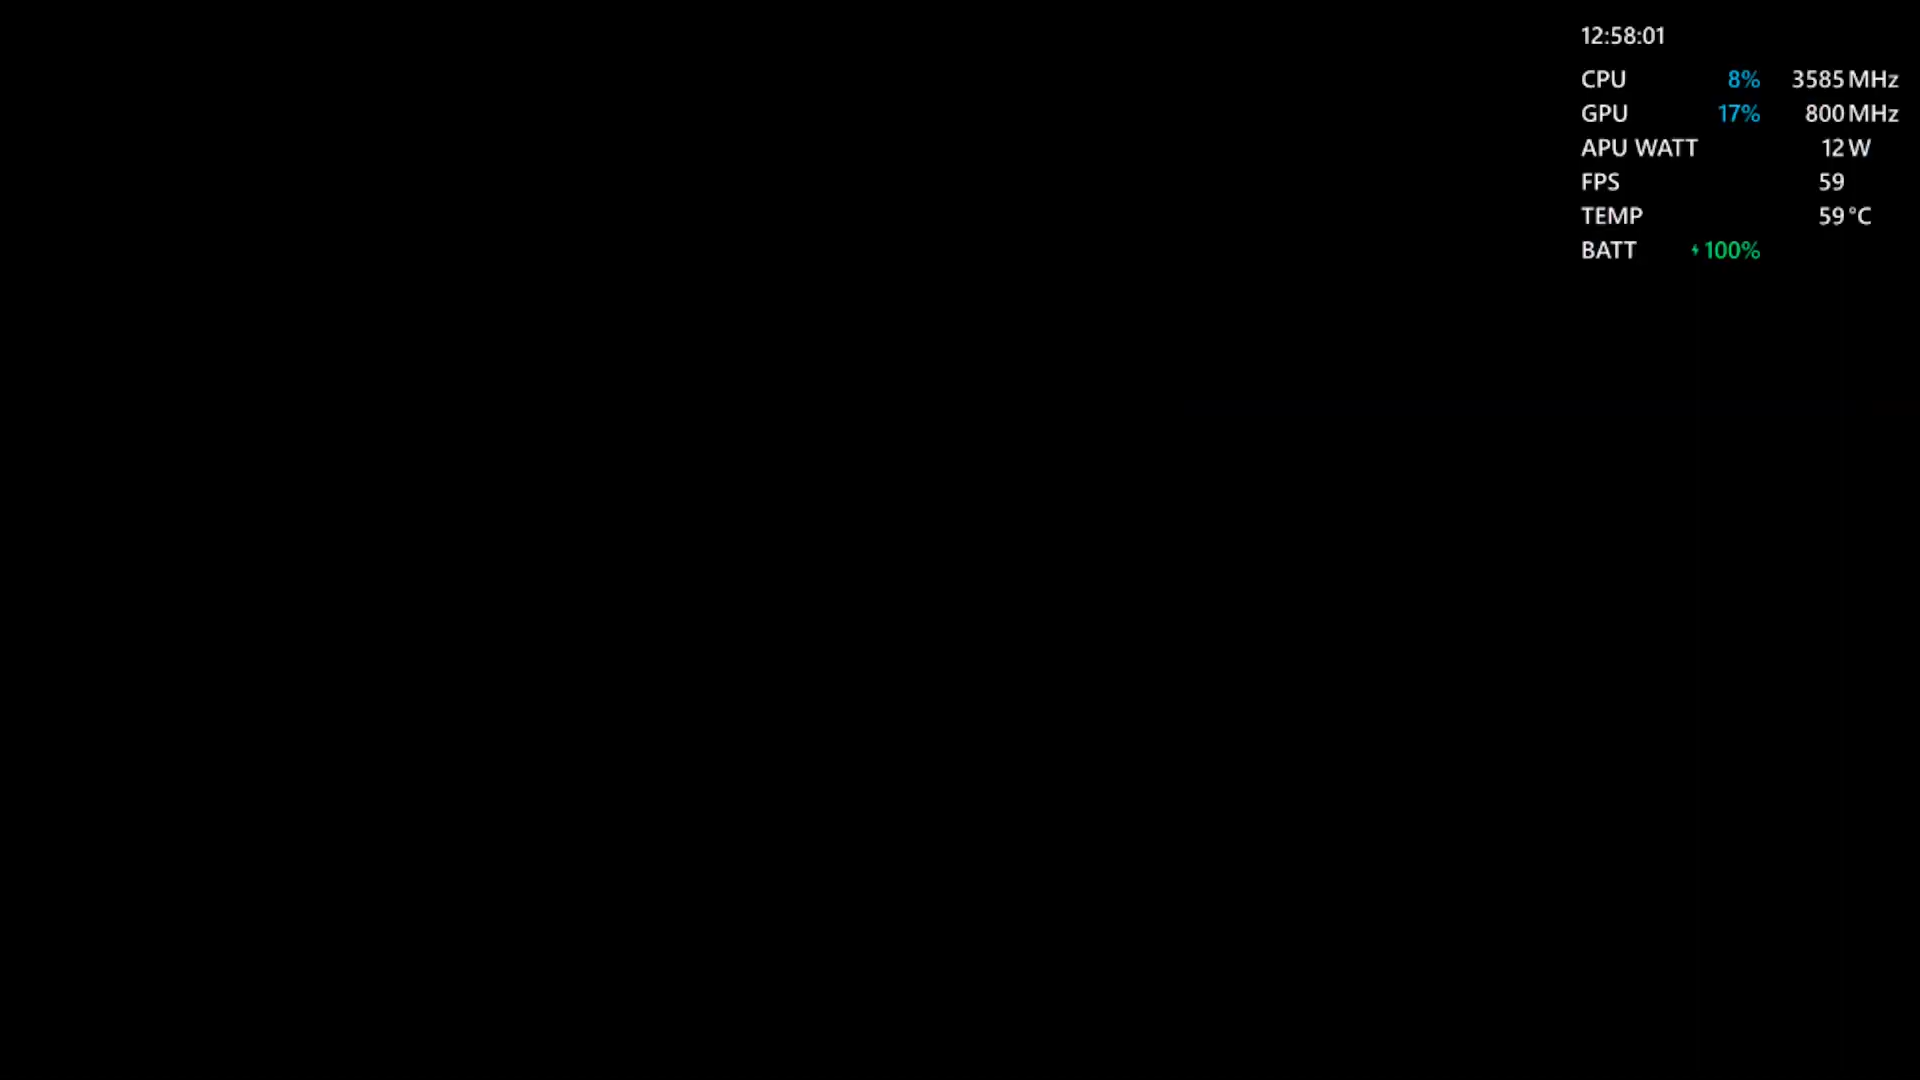 12:58:01
CPU 8% 3585 MHz
GPU 17% 800 MHz
APU WATT 12 W
FPS 59
TEMP 59 °C
BATT 100%